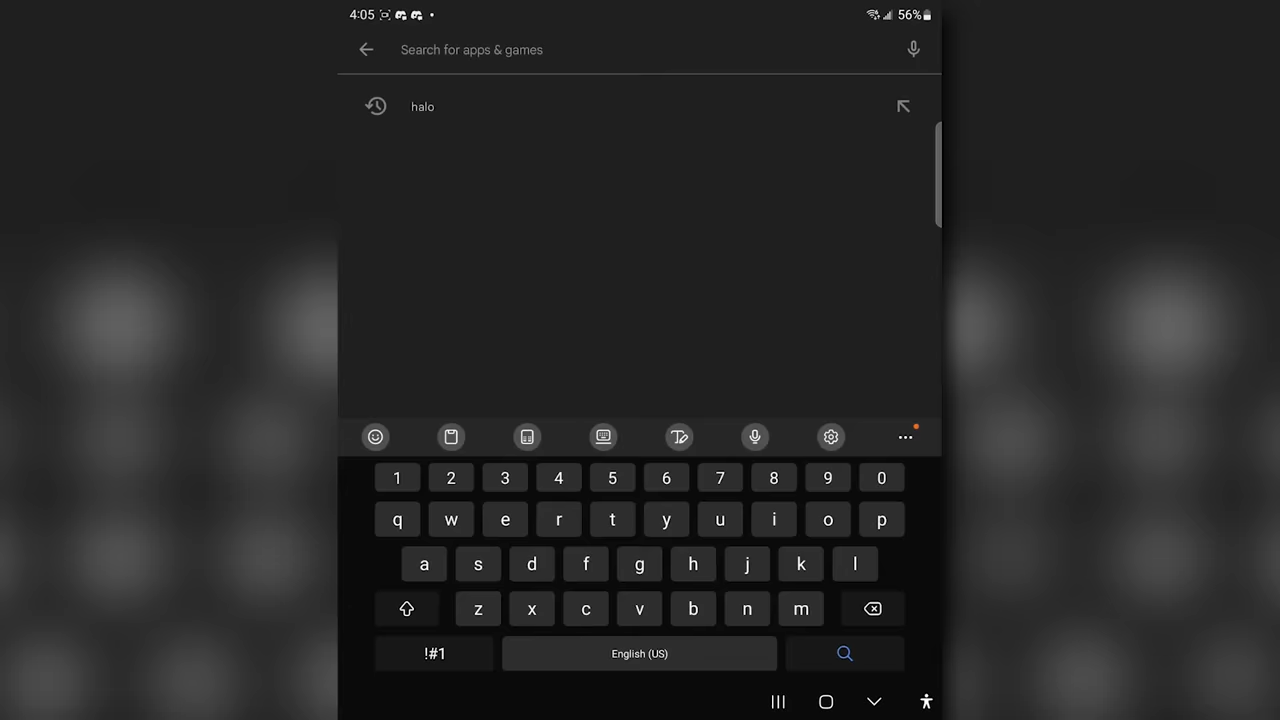 4:05 56%
Search for apps & games
halo
1 2 3 4 5 6 7 8 9 0
q w e r t y u i o p
a s d f g h j k l
z x c v b n m
!#1 English (US)